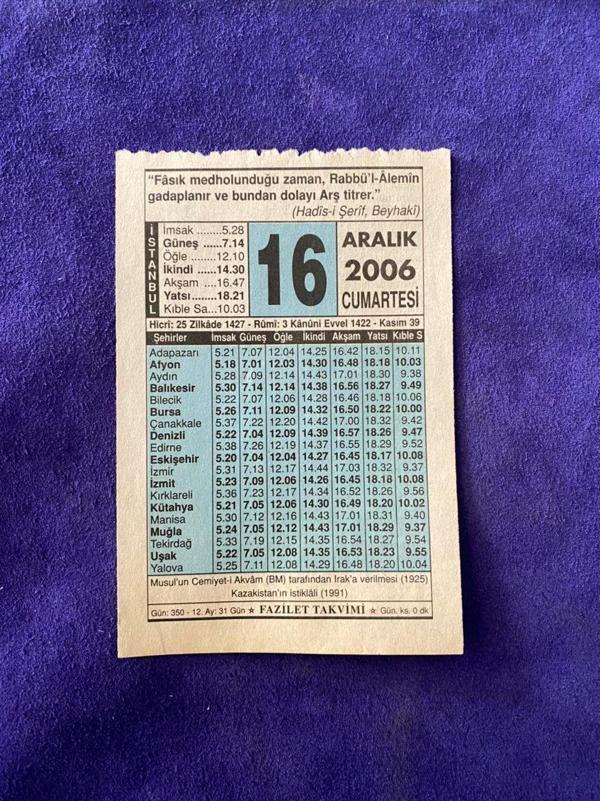 “Fâsık medholunduğu zaman, Rabbü’l-Âlemîn
gadaplanır ve bundan dolayı Arş titrer.”
(Hadîs-i Şerîf, Beyhakî)
İSTANBUL
İmsak ........5.28
Güneş ......7.14
Öğle ........12.10
İkindi ......14.30
Akşam ....16.47
Yatsı........18.21
Kıble Sa...10.03
16
ARALIK
2006
CUMARTESİ
Hicrî: 25 Zilkâde 1427 - Rûmî: 3 Kânûni Evvel 1422 - Kasım 39
Şehirler İmsak Güneş Öğle İkindi Akşam Yatsı Kıble S
Adapazarı 5.21 7.07 12.04 14.25 16.42 18.15 10.11
Afyon 5.18 7.01 12.03 14.30 16.48 18.18 10.03
Aydın 5.28 7.09 12.14 14.43 17.01 18.30 9.38
Balıkesir 5.30 7.14 12.14 14.38 16.56 18.27 9.49
Bilecik 5.22 7.07 12.06 14.28 16.46 18.18 10.06
Bursa 5.26 7.11 12.09 14.32 16.50 18.22 10.00
Çanakkale 5.37 7.22 12.20 14.42 17.00 18.32 9.42
Denizli 5.22 7.04 12.09 14.39 16.57 18.26 9.47
Edirne 5.38 7.26 12.19 14.37 16.55 18.29 9.52
Eskişehir 5.20 7.04 12.04 14.27 16.45 18.17 10.08
İzmir 5.31 7.13 12.17 14.44 17.03 18.32 9.37
İzmit 5.23 7.09 12.06 14.26 16.45 18.18 10.08
Kırklareli 5.36 7.23 12.17 14.34 16.52 18.26 9.56
Kütahya 5.21 7.05 12.06 14.30 16.49 18.20 10.02
Manisa 5.30 7.12 12.16 14.43 17.01 18.31 9.40
Muğla 5.24 7.05 12.12 14.43 17.01 18.29 9.37
Tekirdağ 5.33 7.19 12.15 14.35 16.54 18.27 9.54
Uşak 5.22 7.05 12.08 14.35 16.53 18.23 9.55
Yalova 5.25 7.11 12.08 14.29 16.48 18.20 10.04
Musul’un Cemiyet-i Akvâm (BM) tarafından Irak’a verilmesi (1925)
Kazakistan’ın istiklâli (1991)
Gün: 350 - 12. Ay: 31 Gün ★ FAZİLET TAKVİMİ ★ Gün. ks. 0 dk